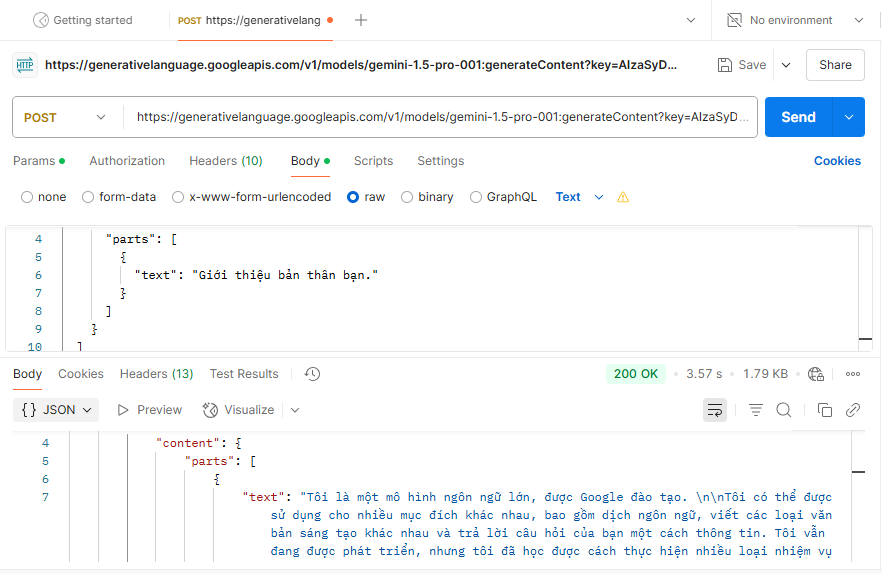 Getting started
POST https://generativelang
No environment
HTTP https://generativelanguage.googleapis.com/v1/models/gemini-1.5-pro-001:generateContent?key=AIzaSyD...
Save
Share
POST
https://generativelanguage.googleapis.com/v1/models/gemini-1.5-pro-001:generateContent?key=AIzaSyD...
Send
Params
Authorization
Headers (10)
Body
Scripts
Settings
Cookies
none
form-data
x-www-form-urlencoded
raw
binary
GraphQL
Text
4 "parts": [
5 {
6 "text": "Giới thiệu bản thân bạn."
7 }
8 ]
9 }
10 ]
Body
Cookies
Headers (13)
Test Results
200 OK
3.57 s
1.79 KB
{} JSON
Preview
Visualize
4 "content": {
5 "parts": [
6 {
7 "text": "Tôi là một mô hình ngôn ngữ lớn, được Google đào tạo. \n\nTôi có thể được
sử dụng cho nhiều mục đích khác nhau, bao gồm dịch ngôn ngữ, viết các loại văn
bản sáng tạo khác nhau và trả lời câu hỏi của bạn một cách thông tin. Tôi vẫn
đang được phát triển, nhưng tôi đã học được cách thực hiện nhiều loại nhiệm vụ